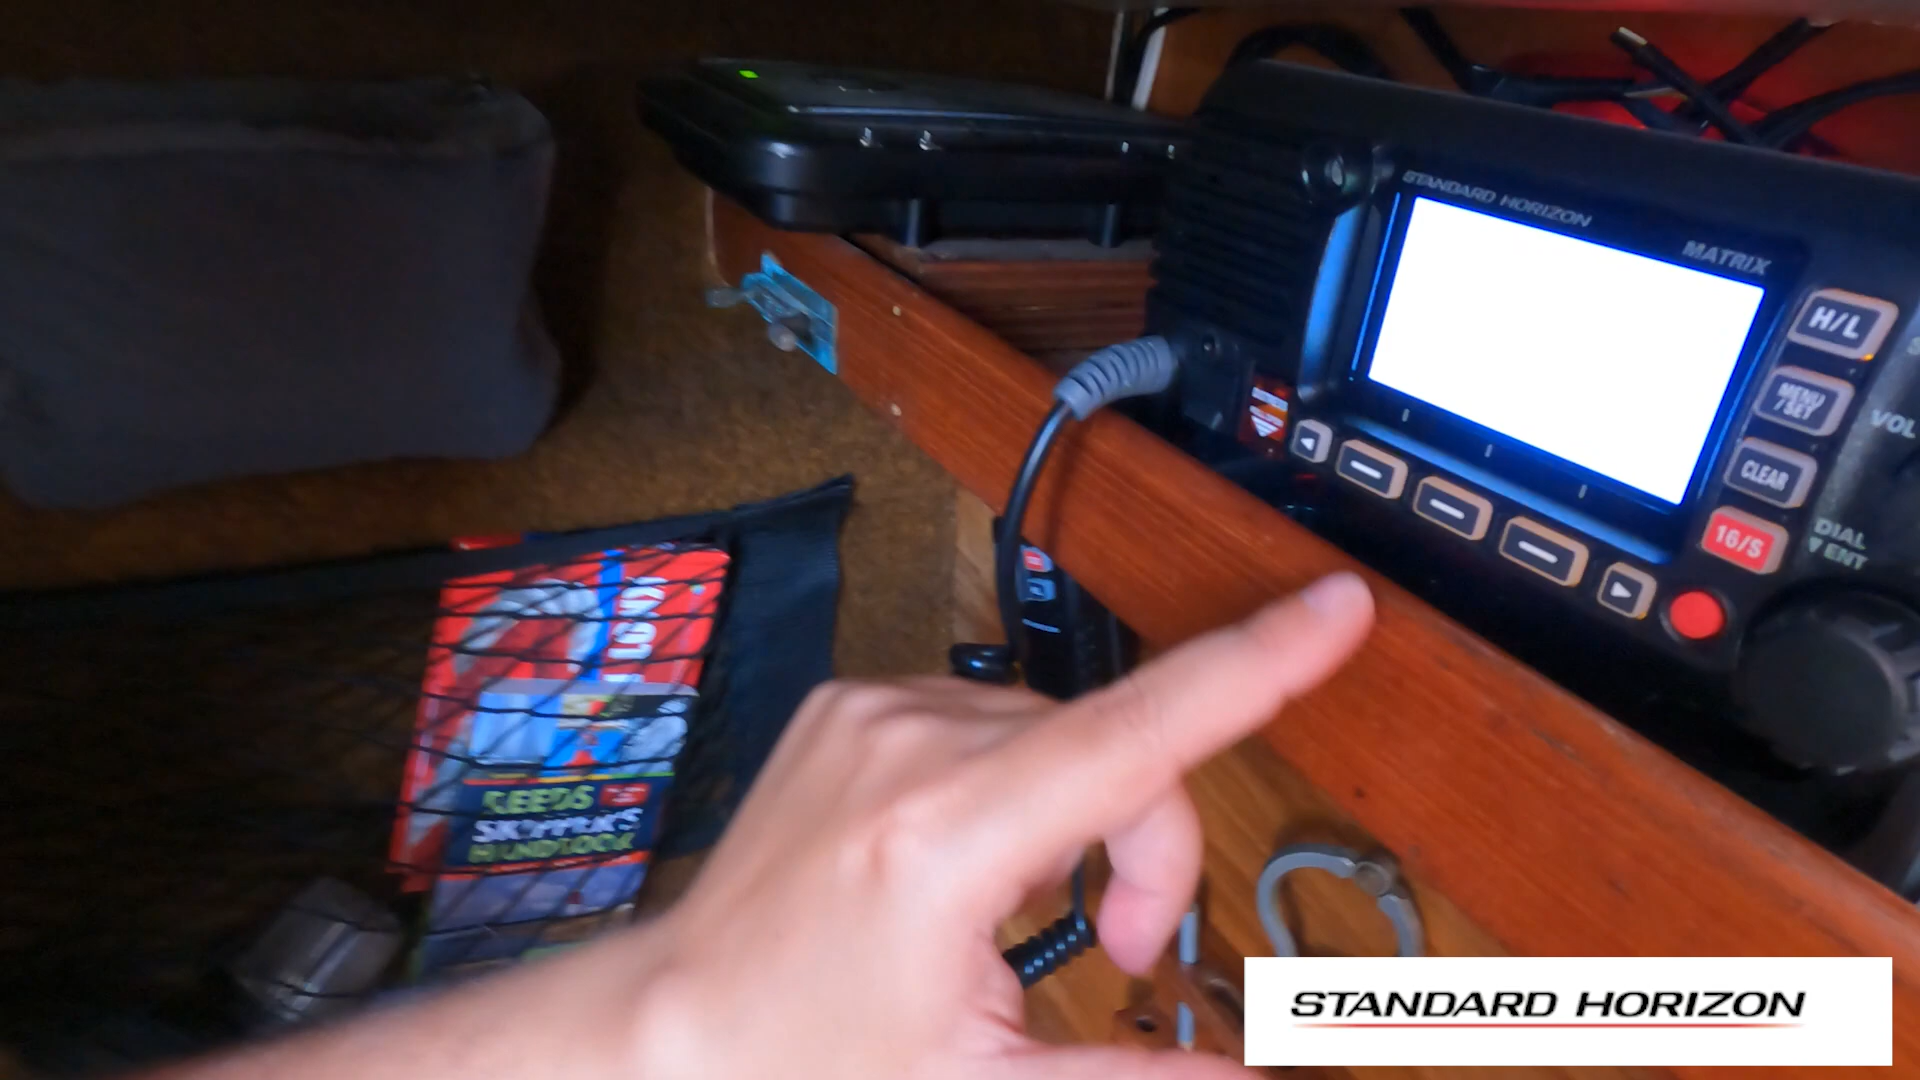 STANDARD HORIZON
MATRIX
H/L
MENU
/SET
VOL
CLEAR
16/S
DIAL
▼ENT
REEDS
SKIPPER'S
HANDBOOK
STANDARD HORIZON